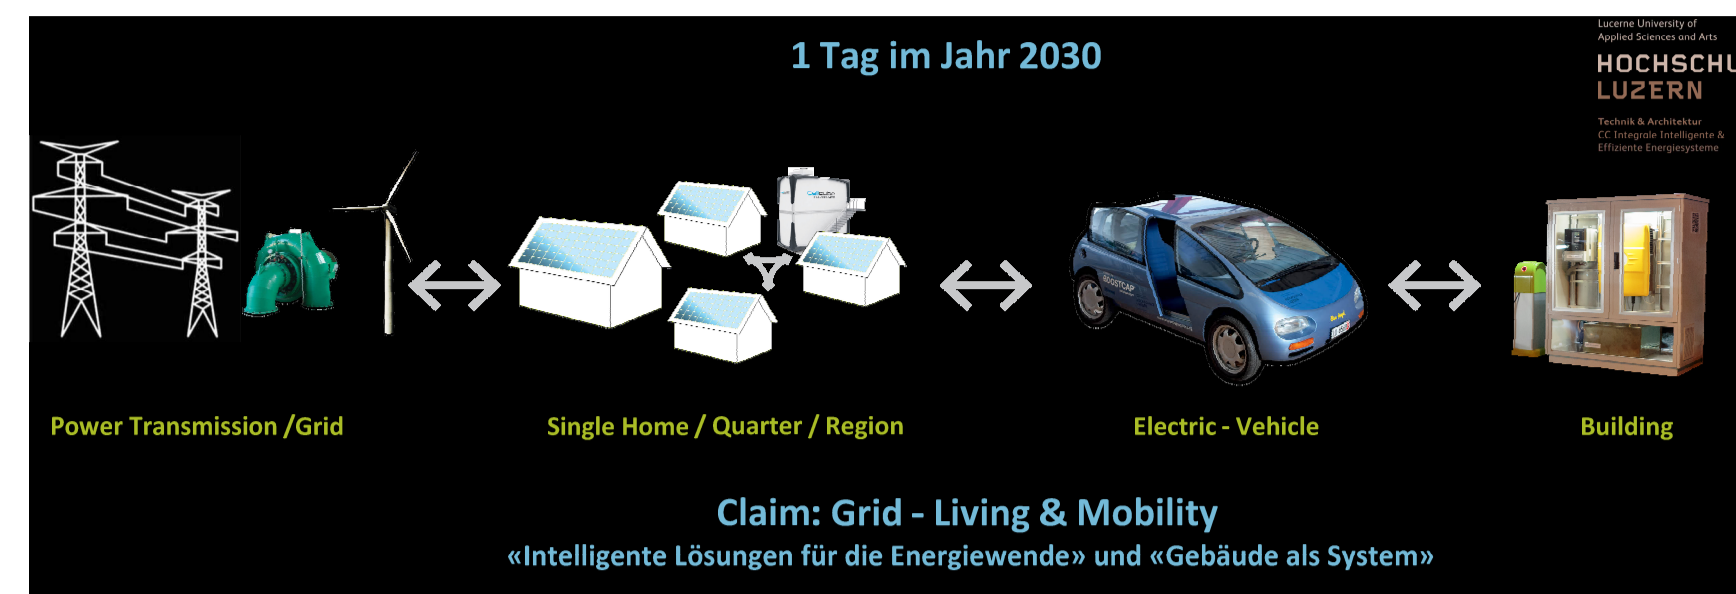 1 Tag im Jahr 2030
Lucerne University of
Applied Sciences and Arts
HOCHSCHU
LUZERN
Technik & Architektur
CC Integrale Intelligente &
Effiziente Energiesysteme
BOOSTCAP
Power Transmission /Grid
Single Home / Quarter / Region
Electric - Vehicle
Building
Claim: Grid - Living & Mobility
«Intelligente Lösungen für die Energiewende» und «Gebäude als System»